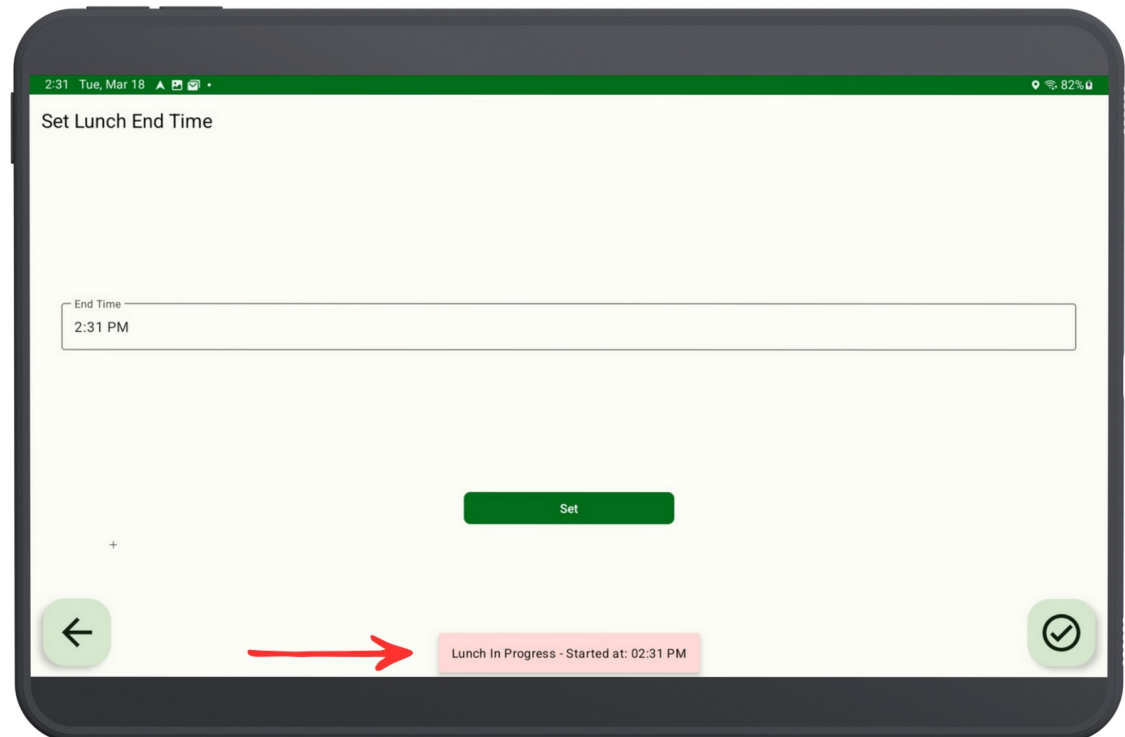 2:31 Tue, Mar 18 82%
Set Lunch End Time
End Time
2:31 PM
Set
+
Lunch In Progress - Started at: 02:31 PM